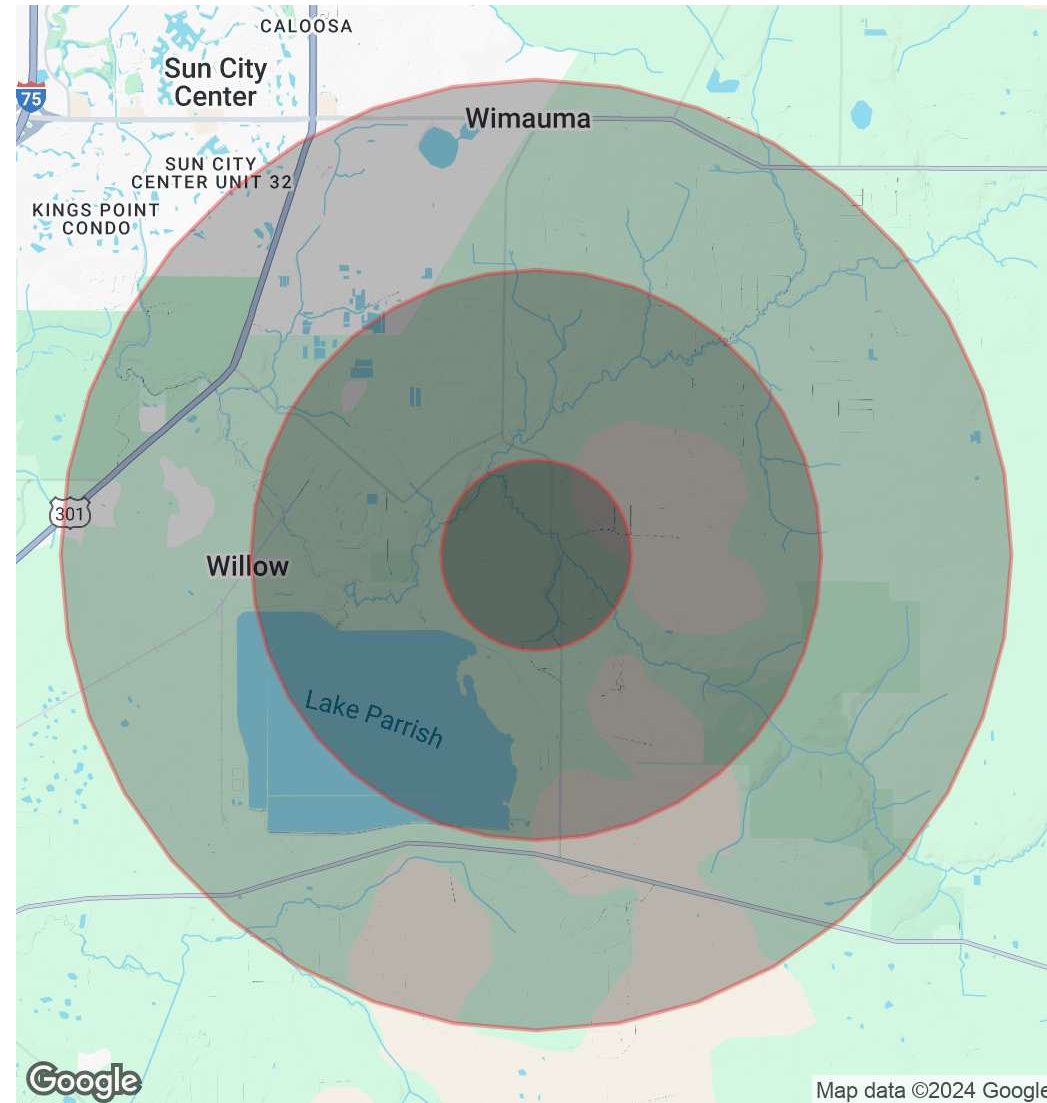 CALOOSA
Sun City
Center
75
Wimauma
SUN CITY
CENTER UNIT 32
KINGS POINT
CONDO
301
Willow
Lake Parrish
Google
Map data ©2024 Google